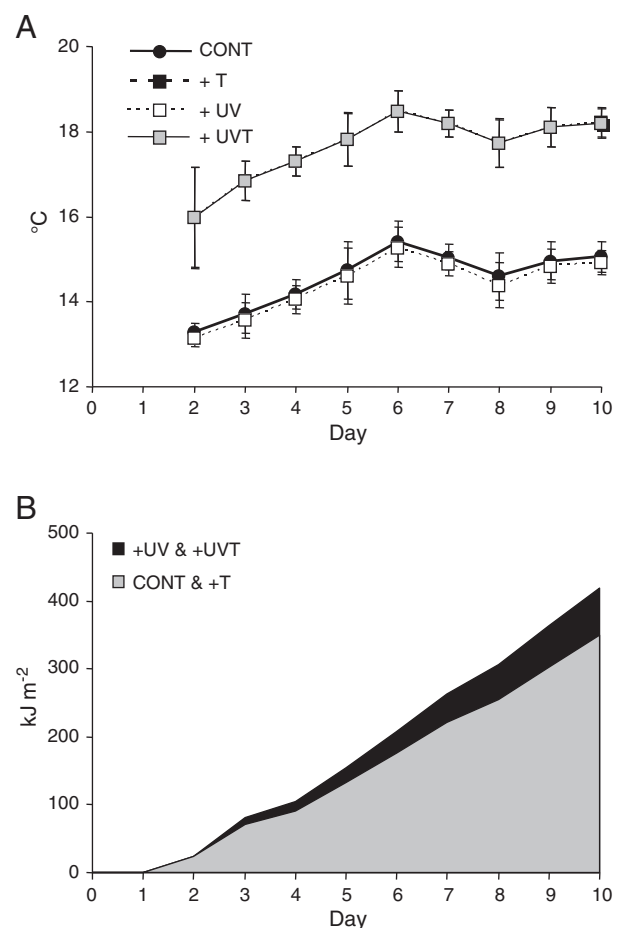 A
20
18
16
14
12
°C
CONT
+ T
+ UV
+ UVT
0 1 2 3 4 5 6 7 8 9 10
Day
B
500
400
300
200
100
0
kJ m-2
+UV & +UVT
CONT & +T
0 1 2 3 4 5 6 7 8 9 10
Day